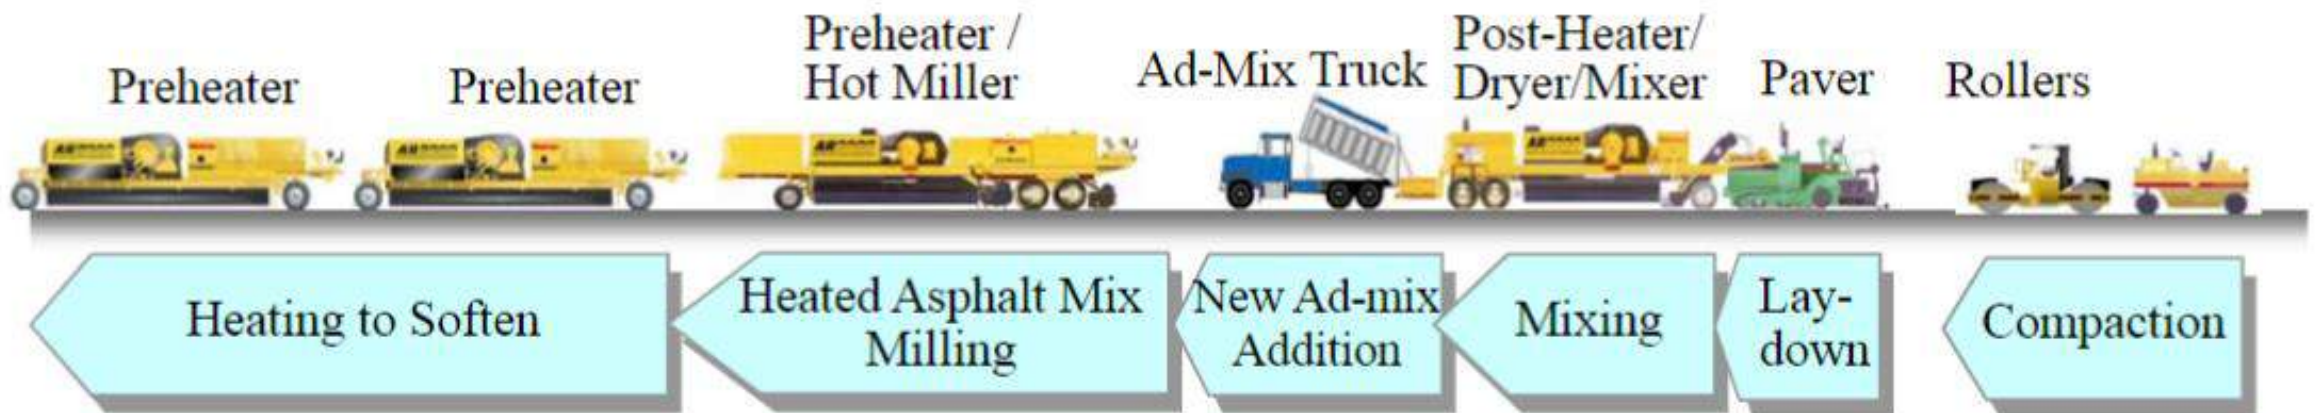 Preheater
Preheater
Preheater /
Hot Miller
Ad-Mix Truck
Post-Heater/
Dryer/Mixer
Paver
Rollers
Heating to Soften
Heated Asphalt Mix
Milling
New Ad-mix
Addition
Mixing
Lay-
down
Compaction